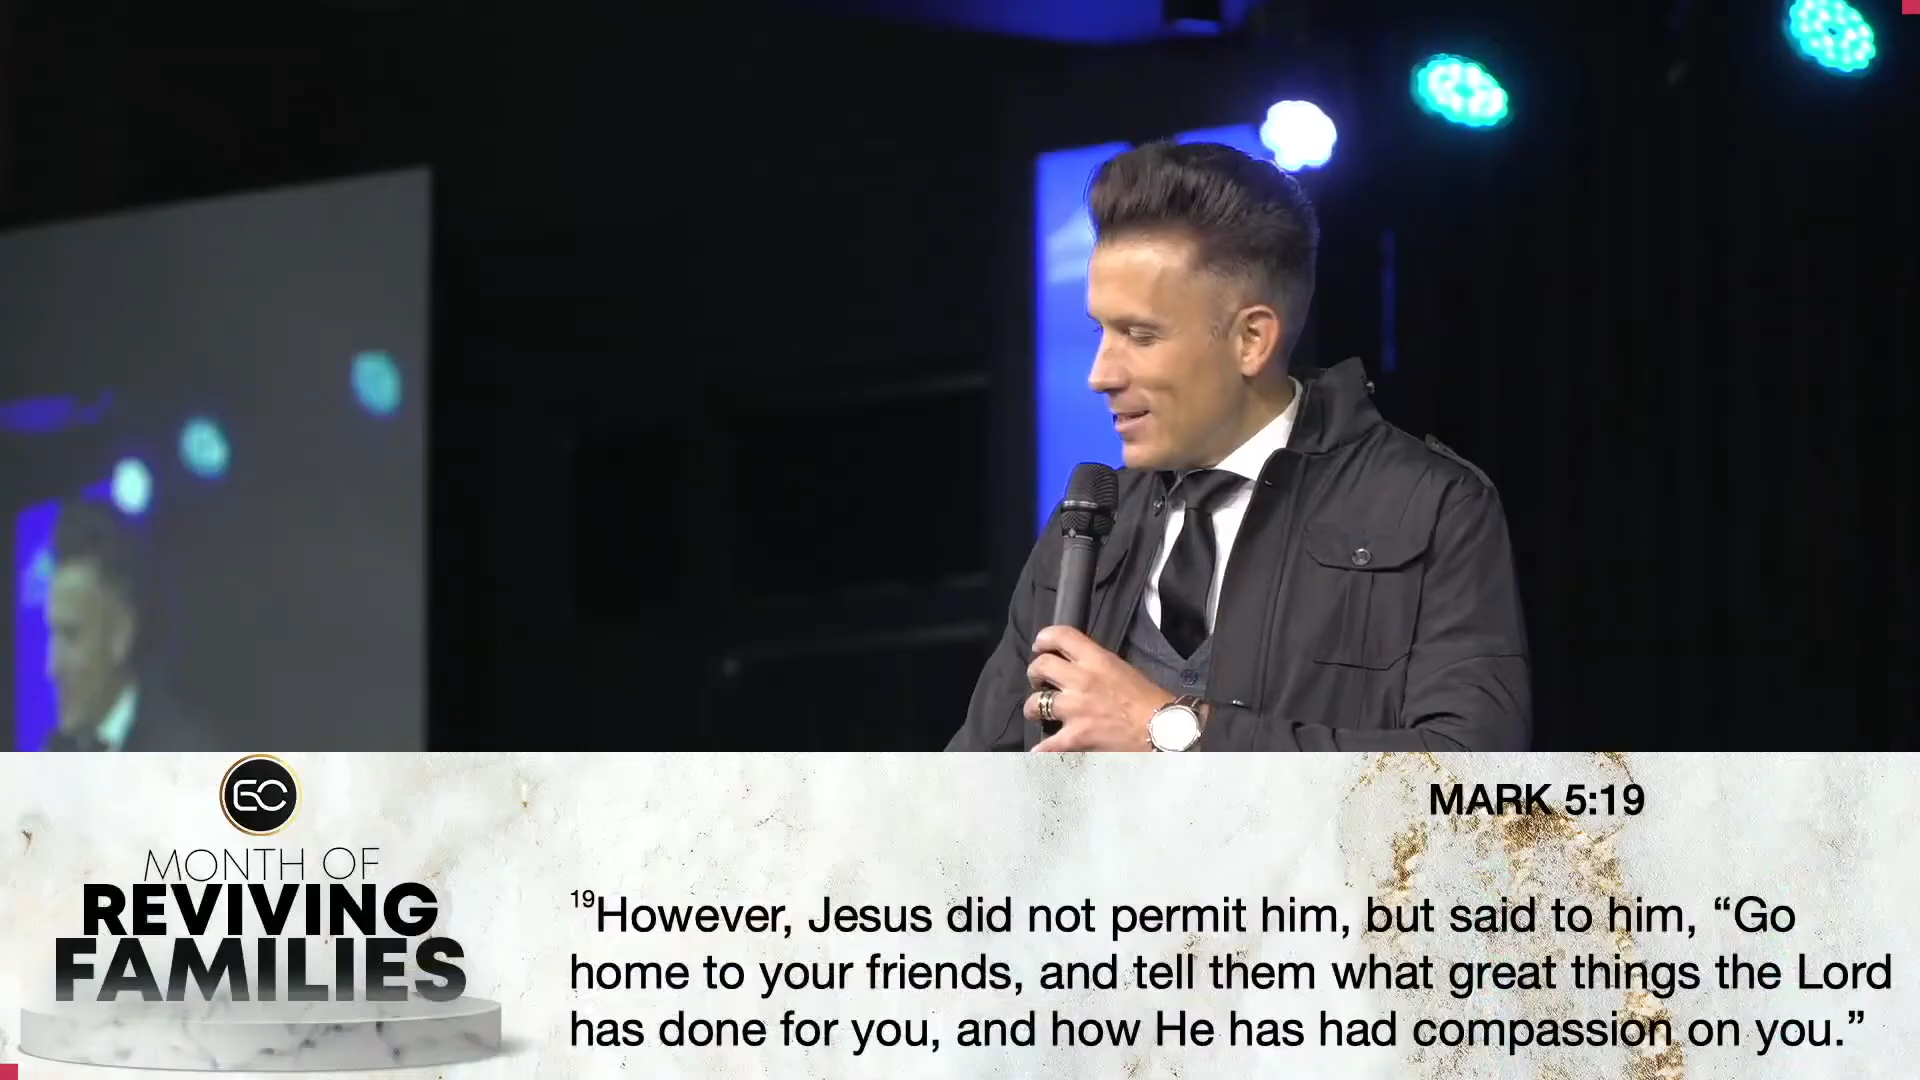 EC
MONTH OF
REVIVING
FAMILIES
MARK 5:19
19However, Jesus did not permit him, but said to him, “Go
home to your friends, and tell them what great things the Lord
has done for you, and how He has had compassion on you.”